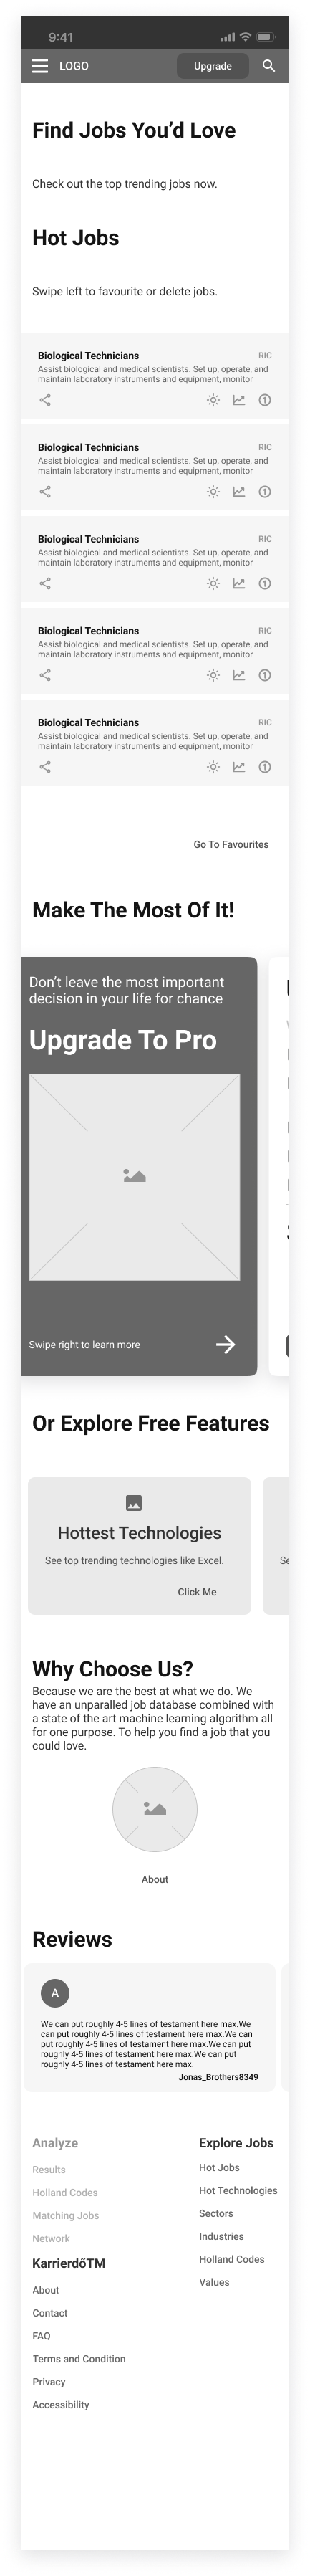 9:41
LOGO
Upgrade
Find Jobs You’d Love
Check out the top trending jobs now.
Hot Jobs
Swipe left to favourite or delete jobs.
Biological Technicians RIC
Assist biological and medical scientists. Set up, operate, and
maintain laboratory instruments and equipment, monitor
1
Biological Technicians RIC
Assist biological and medical scientists. Set up, operate, and
maintain laboratory instruments and equipment, monitor
1
Biological Technicians RIC
Assist biological and medical scientists. Set up, operate, and
maintain laboratory instruments and equipment, monitor
1
Biological Technicians RIC
Assist biological and medical scientists. Set up, operate, and
maintain laboratory instruments and equipment, monitor
1
Biological Technicians RIC
Assist biological and medical scientists. Set up, operate, and
maintain laboratory instruments and equipment, monitor
1
Go To Favourites
Make The Most Of It!
Don’t leave the most important
decision in your life for chance
Upgrade To Pro
Swipe right to learn more
Or Explore Free Features
Hottest Technologies
See top trending technologies like Excel.
Se
Click Me
Why Choose Us?
Because we are the best at what we do. We
have an unparalled job database combined with
a state of the art machine learning algorithm all
for one purpose. To help you find a job that you
could love.
About
Reviews
A
We can put roughly 4-5 lines of testament here max.We
can put roughly 4-5 lines of testament here max.We can
put roughly 4-5 lines of testament here max.We can put
roughly 4-5 lines of testament here max.We can put
roughly 4-5 lines of testament here max.
Jonas_Brothers8349
Analyze
Results
Holland Codes
Matching Jobs
Network
KarrierdőTM
About
Contact
FAQ
Terms and Condition
Privacy
Accessibility
Explore Jobs
Hot Jobs
Hot Technologies
Sectors
Industries
Holland Codes
Values